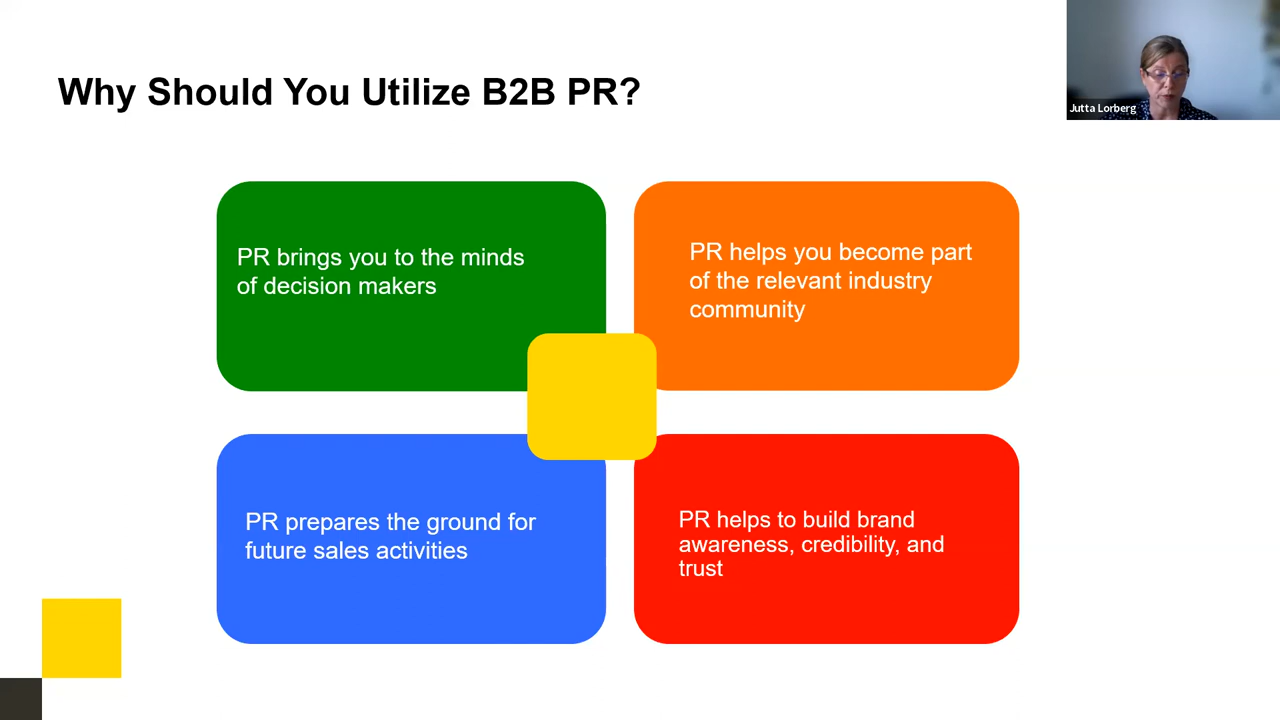 Why Should You Utilize B2B PR?
Jutta Lorberg
PR brings you to the minds
of decision makers
PR helps you become part
of the relevant industry
community
PR prepares the ground for
future sales activities
PR helps to build brand
awareness, credibility, and
trust